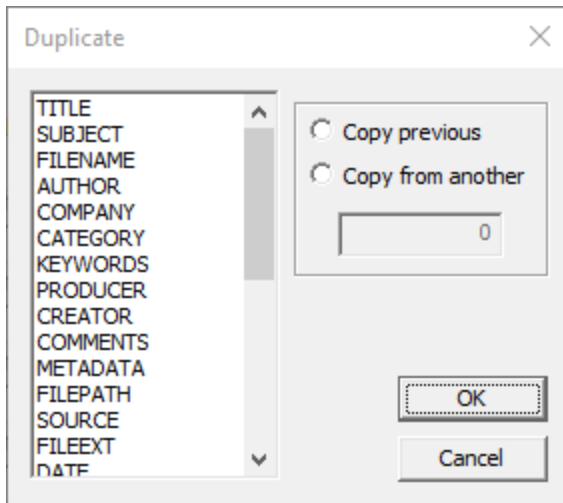 Duplicate
TITLE
SUBJECT
FILENAME
AUTHOR
COMPANY
CATEGORY
KEYWORDS
PRODUCER
CREATOR
COMMENTS
METADATA
FILEPATH
SOURCE
FILEEXT
DATE
Copy previous
Copy from another
0
OK
Cancel